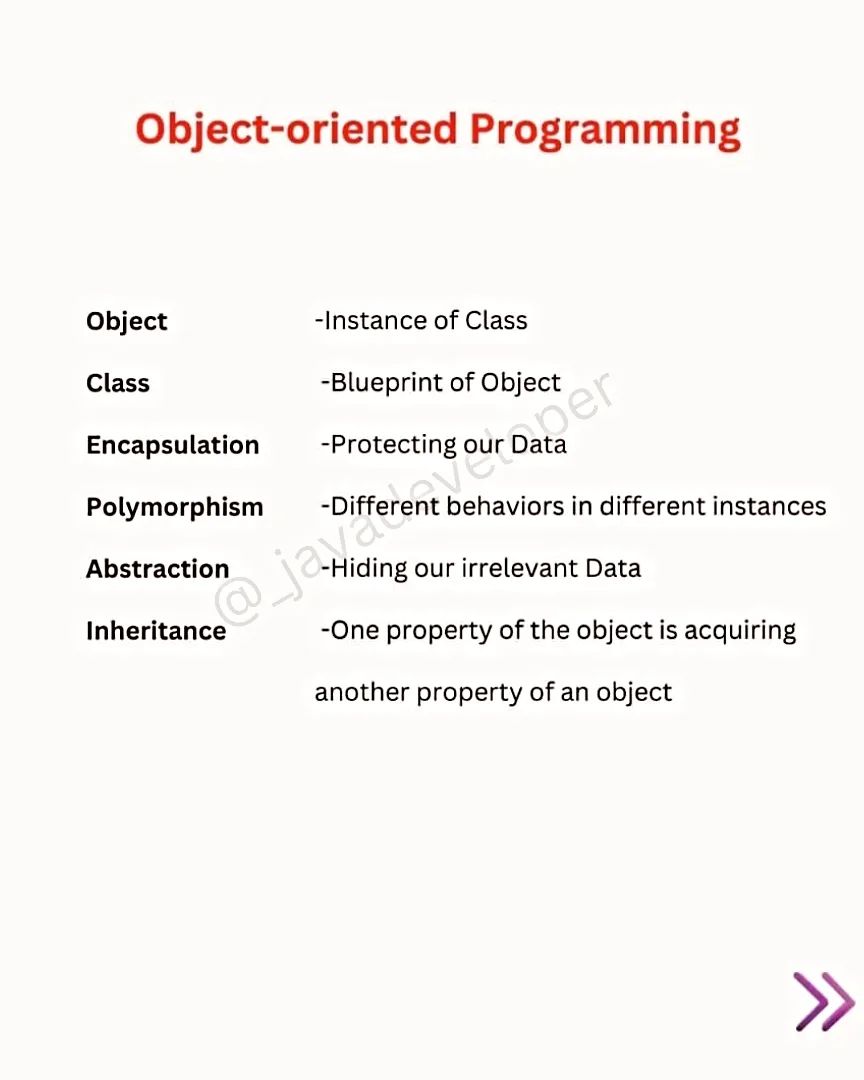 Object-oriented Programming
Object -Instance of Class
Class -Blueprint of Object
Encapsulation -Protecting our Data
Polymorphism -Different behaviors in different instances
Abstraction -Hiding our irrelevant Data
Inheritance -One property of the object is acquiring
another property of an object
@_javadeveloper